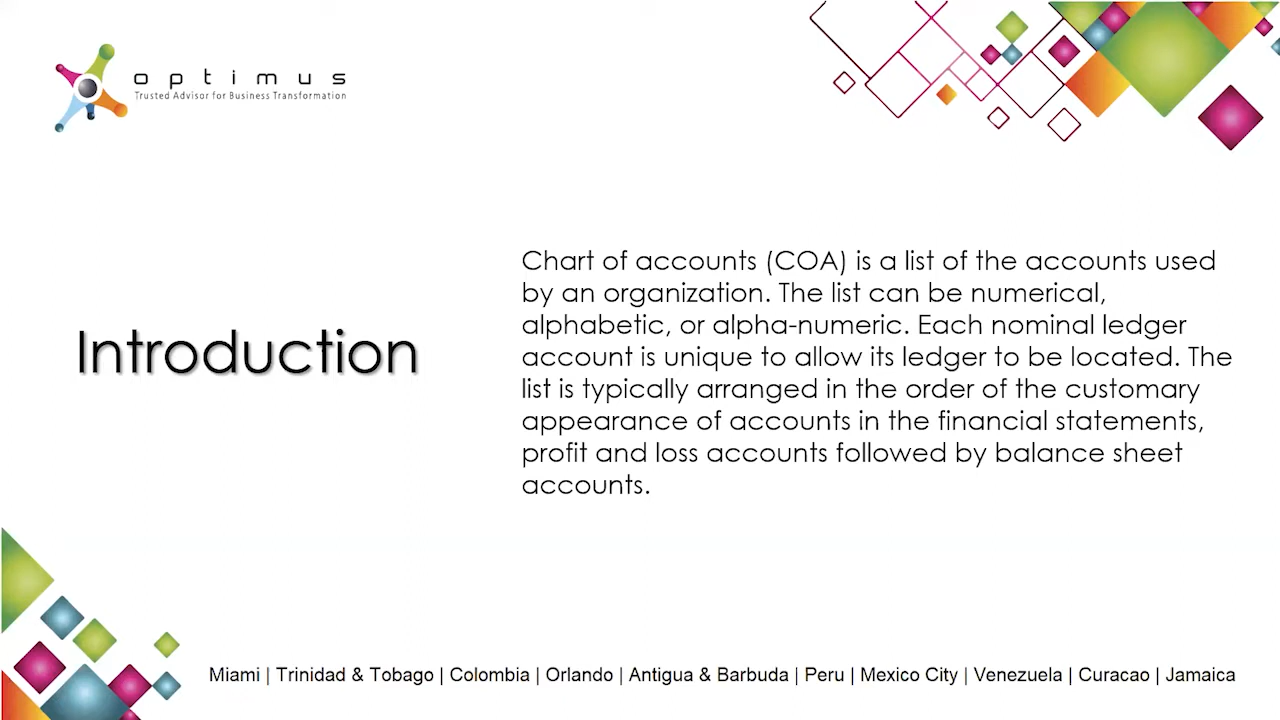 optimus
Trusted Advisor for Business Transformation
Introduction
Chart of accounts (COA) is a list of the accounts used
by an organization. The list can be numerical,
alphabetic, or alpha-numeric. Each nominal ledger
account is unique to allow its ledger to be located. The
list is typically arranged in the order of the customary
appearance of accounts in the financial statements,
profit and loss accounts followed by balance sheet
accounts.
Miami | Trinidad & Tobago | Colombia | Orlando | Antigua & Barbuda | Peru | Mexico City | Venezuela | Curacao | Jamaica